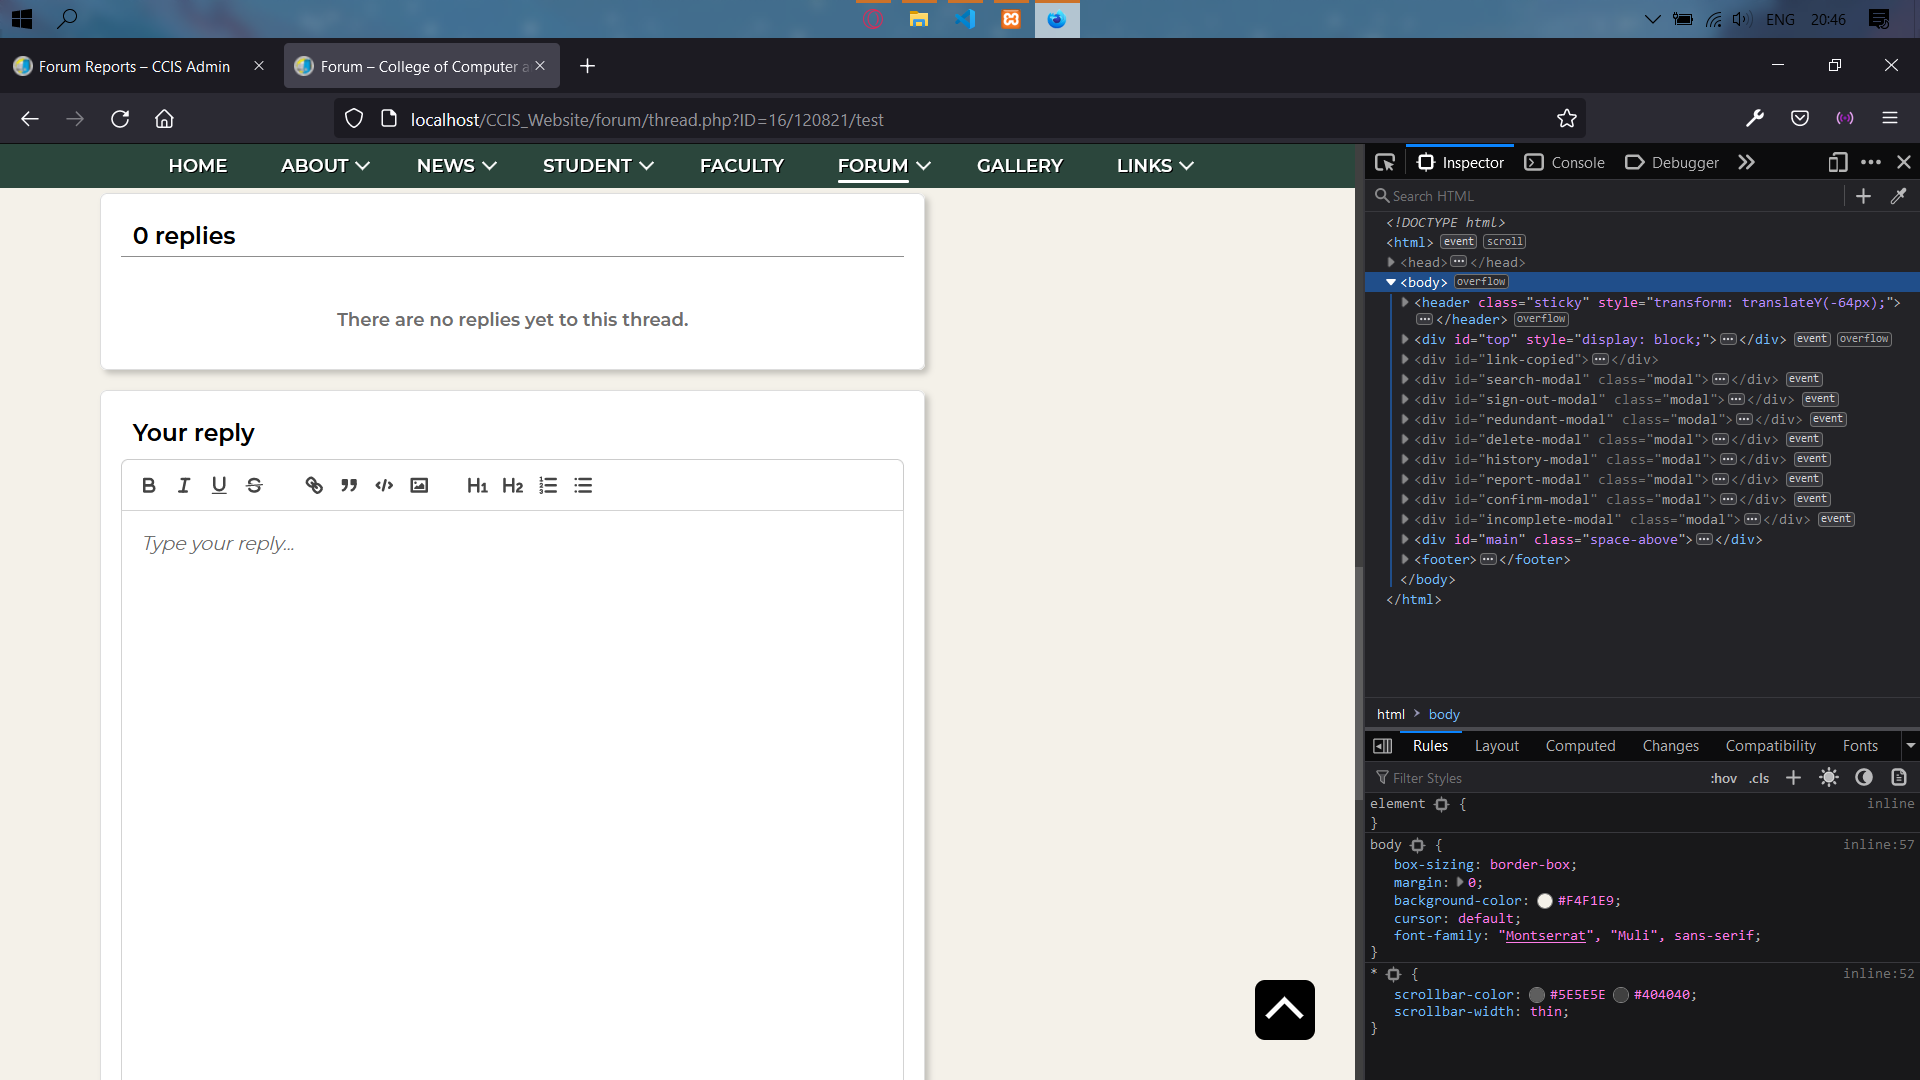 ENG 20:46
Forum Reports – CCIS Admin
Forum – College of Computer a
localhost/CCIS_Website/forum/thread.php?ID=16/120821/test
HOME ABOUT NEWS STUDENT FACULTY FORUM GALLERY LINKS
0 replies
There are no replies yet to this thread.
Your reply
B I U S H1 H2
Type your reply...
Inspector Console Debugger
Search HTML
<!DOCTYPE html>
<html> event scroll
<head> </head>
<body> overflow
<header class="sticky" style="transform: translateY(-64px);">
</header> overflow
<div id="top" style="display: block;"> </div> event overflow
<div id="link-copied"> </div>
<div id="search-modal" class="modal"> </div> event
<div id="sign-out-modal" class="modal"> </div> event
<div id="redundant-modal" class="modal"> </div> event
<div id="delete-modal" class="modal"> </div> event
<div id="history-modal" class="modal"> </div> event
<div id="report-modal" class="modal"> </div> event
<div id="confirm-modal" class="modal"> </div> event
<div id="incomplete-modal" class="modal"> </div> event
<div id="main" class="space-above"> </div>
<footer> </footer>
</body>
</html>
html > body
Rules Layout Computed Changes Compatibility Fonts
Filter Styles :hov .cls
element { inline
}
body { inline:57
box-sizing: border-box;
margin: 0;
background-color: #F4F1E9;
cursor: default;
font-family: "Montserrat", "Muli", sans-serif;
}
* { inline:52
scrollbar-color: #5E5E5E #404040;
scrollbar-width: thin;
}